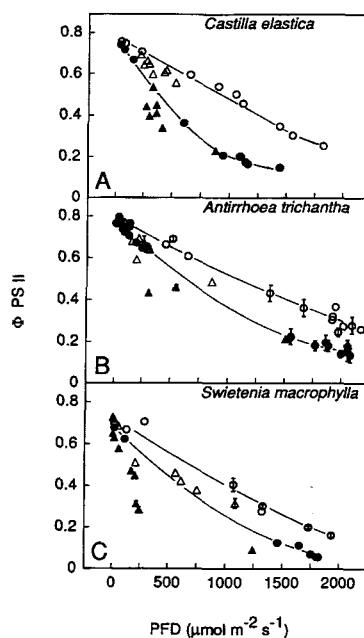 Castilla elastica
0.8
0.6
0.4
0.2
A
Antirrhoea trichantha
0.8
0.6
0.4
0.2
0
B
Φ PS II
Swietenia macrophylla
0.8
0.6
0.4
0.2
0
C
0 500 1000 1500 2000
PFD (μmol m⁻² s⁻¹)